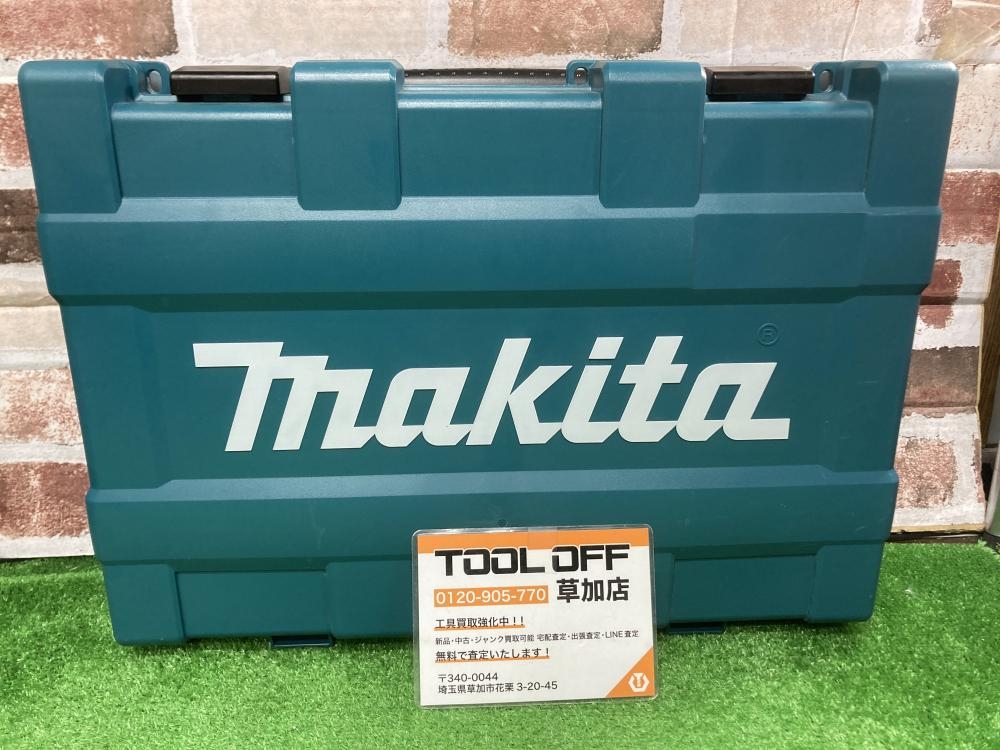 makita®
TOOL OFF
0120-905-770 草加店
工具買取強化中！！
新品・中古・ジャンク買取可能 宅配査定・出張査定・LINE査定
無料で査定いたします！
〒340-0044
埼玉県草加市花栗 3-20-45